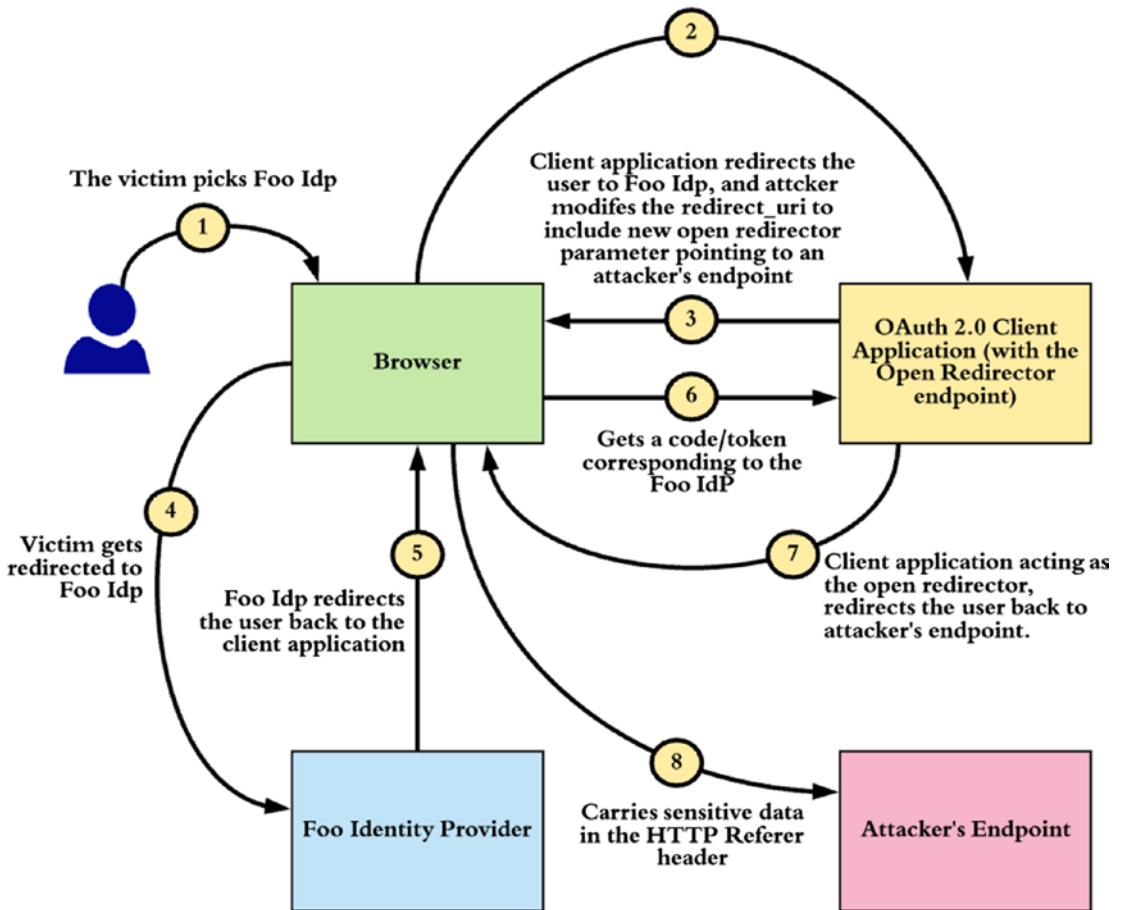 2
The victim picks Foo Idp
1
Client application redirects the
user to Foo Idp, and attcker
modifes the redirect_uri to
include new open redirector
parameter pointing to an
attacker's endpoint
3
Browser
OAuth 2.0 Client
Application (with the
Open Redirector
endpoint)
6
Gets a code/token
corresponding to the
Foo IdP
4
Victim gets
redirected to
Foo Idp
5
Foo Idp redirects
the user back to the
client application
7
Client application acting as
the open redirector,
redirects the user back to
attacker's endpoint.
8
Carries sensitive data
in the HTTP Referer
header
Foo Identity Provider
Attacker's Endpoint